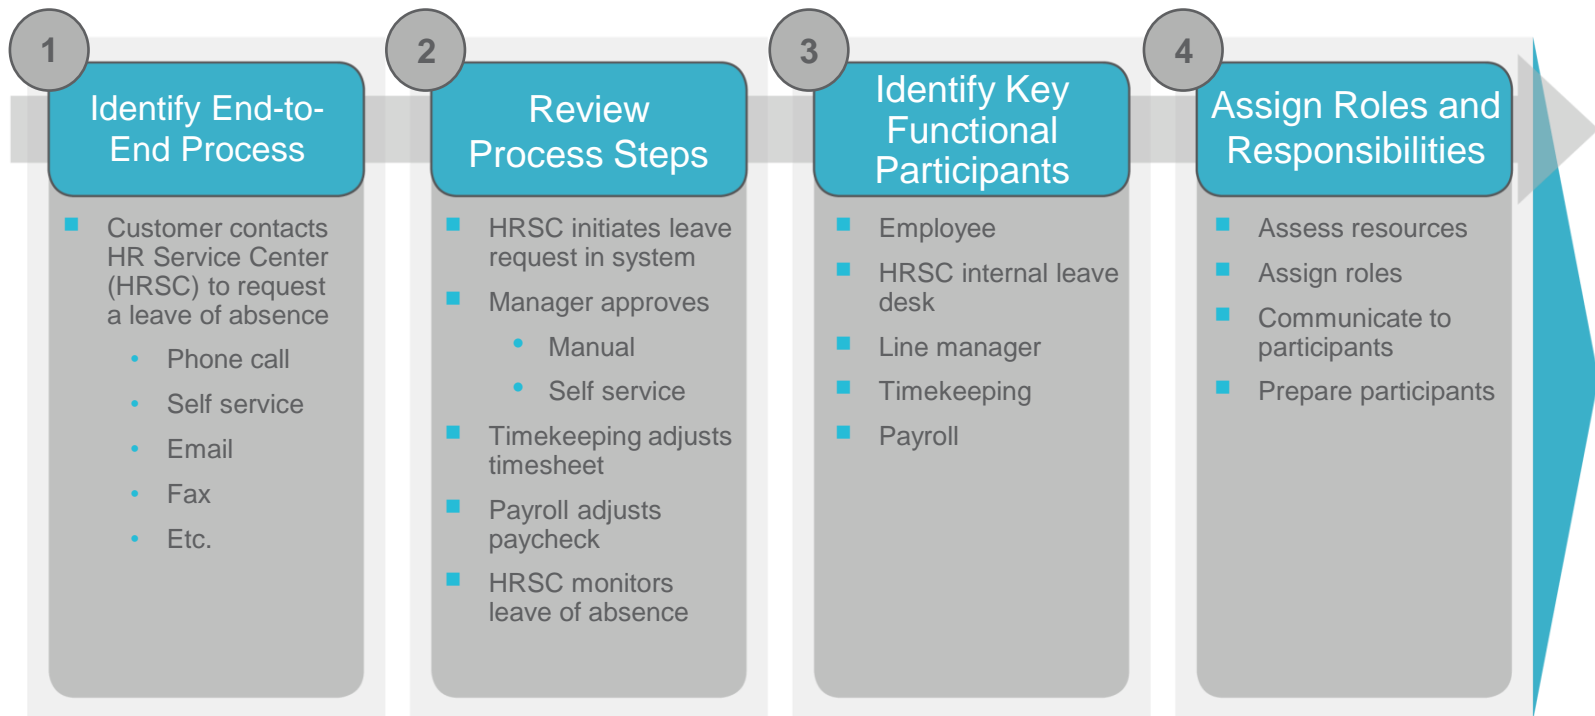 1
Identify End-to-
End Process
Customer contacts
HR Service Center
(HRSC) to request
a leave of absence
Phone call
Self service
Email
Fax
Etc.
2
Review
Process Steps
HRSC initiates leave
request in system
Manager approves
Manual
Self service
Timekeeping adjusts
timesheet
Payroll adjusts
paycheck
HRSC monitors
leave of absence
3
Identify Key
Functional
Participants
Employee
HRSC internal leave
desk
Line manager
Timekeeping
Payroll
4
Assign Roles and
Responsibilities
Assess resources
Assign roles
Communicate to
participants
Prepare participants